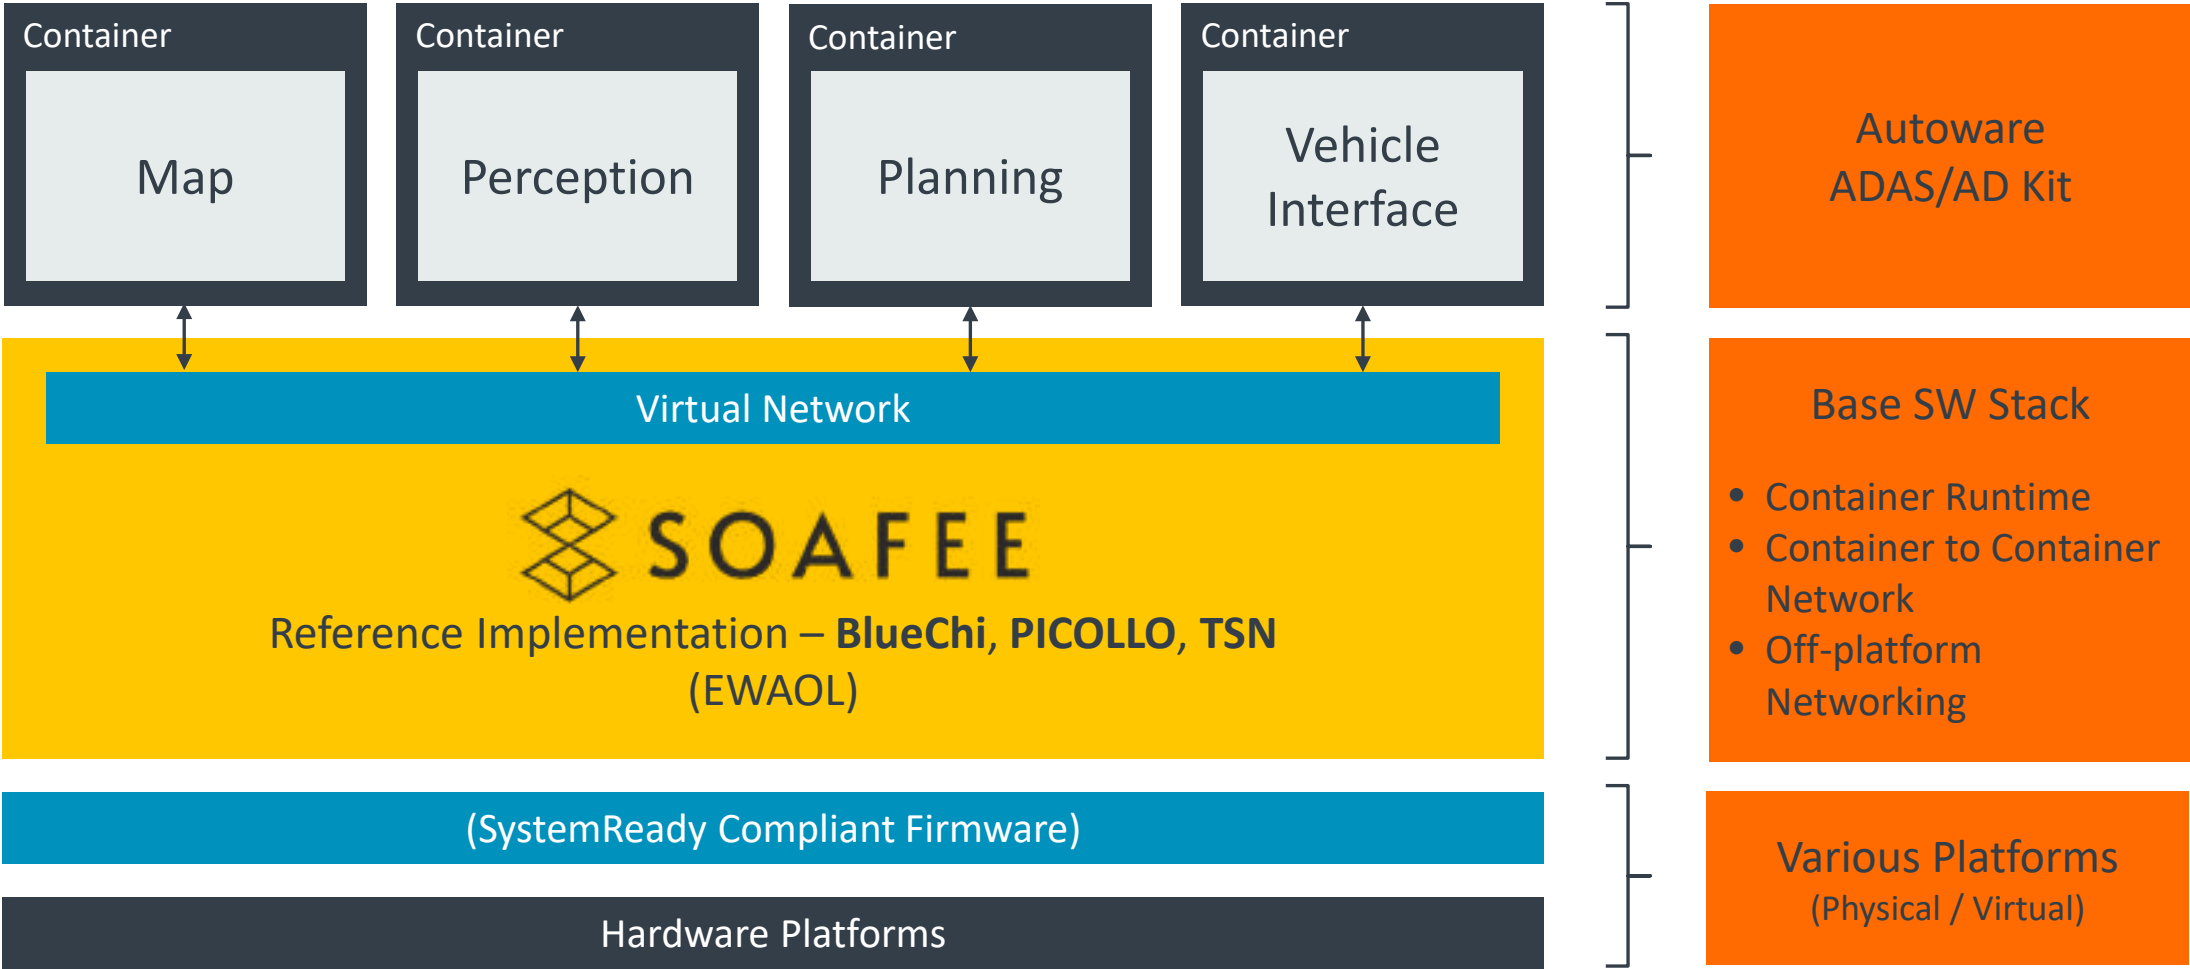 Container
Map
Container
Perception
Container
Planning
Container
Vehicle
Interface
Autoware
ADAS/AD Kit
Virtual Network
SOAFEE
Reference Implementation – BlueChi, PICOLLO, TSN
(EWAOL)
Base SW Stack
• Container Runtime
• Container to Container
Network
• Off-platform
Networking
(SystemReady Compliant Firmware)
Hardware Platforms
Various Platforms
(Physical / Virtual)